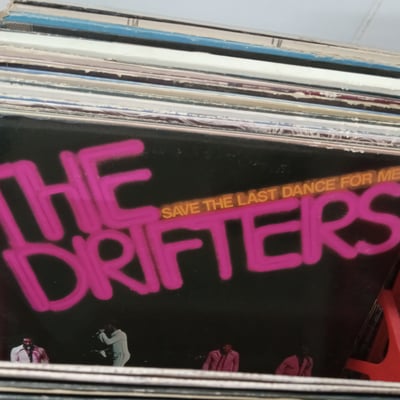 THE
SAVE THE LAST DANCE FOR ME
DRIFTERS